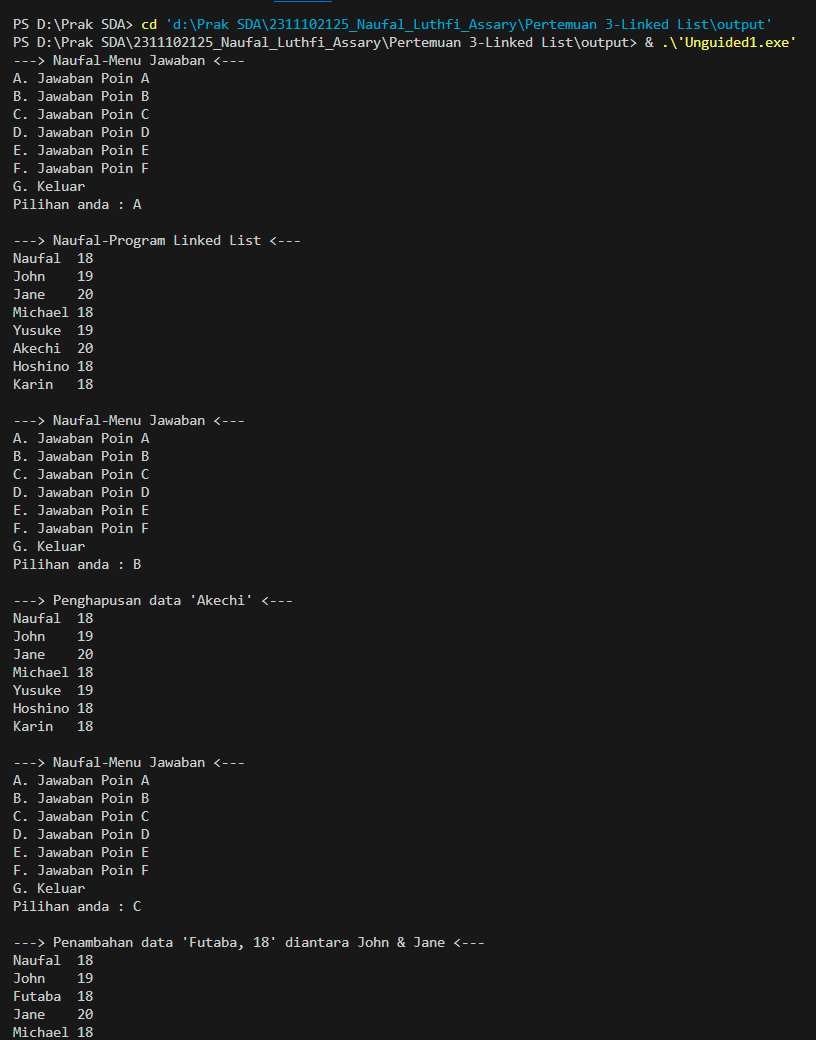 PS D:\Prak SDA> cd 'd:\Prak SDA\2311102125_Naufal_Luthfi_Assary\Pertemuan 3-Linked List\output'
PS D:\Prak SDA\2311102125_Naufal_Luthfi_Assary\Pertemuan 3-Linked List\output> & .\'Unguided1.exe'
---> Naufal-Menu Jawaban <---
A. Jawaban Poin A
B. Jawaban Poin B
C. Jawaban Poin C
D. Jawaban Poin D
E. Jawaban Poin E
F. Jawaban Poin F
G. Keluar
Pilihan anda : A
---> Naufal-Program Linked List <---
Naufal  18
John    19
Jane    20
Michael 18
Yusuke  19
Akechi  20
Hoshino 18
Karin   18
---> Naufal-Menu Jawaban <---
A. Jawaban Poin A
B. Jawaban Poin B
C. Jawaban Poin C
D. Jawaban Poin D
E. Jawaban Poin E
F. Jawaban Poin F
G. Keluar
Pilihan anda : B
---> Penghapusan data 'Akechi' <---
Naufal  18
John    19
Jane    20
Michael 18
Yusuke  19
Hoshino 18
Karin   18
---> Naufal-Menu Jawaban <---
A. Jawaban Poin A
B. Jawaban Poin B
C. Jawaban Poin C
D. Jawaban Poin D
E. Jawaban Poin E
F. Jawaban Poin F
G. Keluar
Pilihan anda : C
---> Penambahan data 'Futaba, 18' diantara John & Jane <---
Naufal  18
John    19
Futaba  18
Jane    20
Michael 18